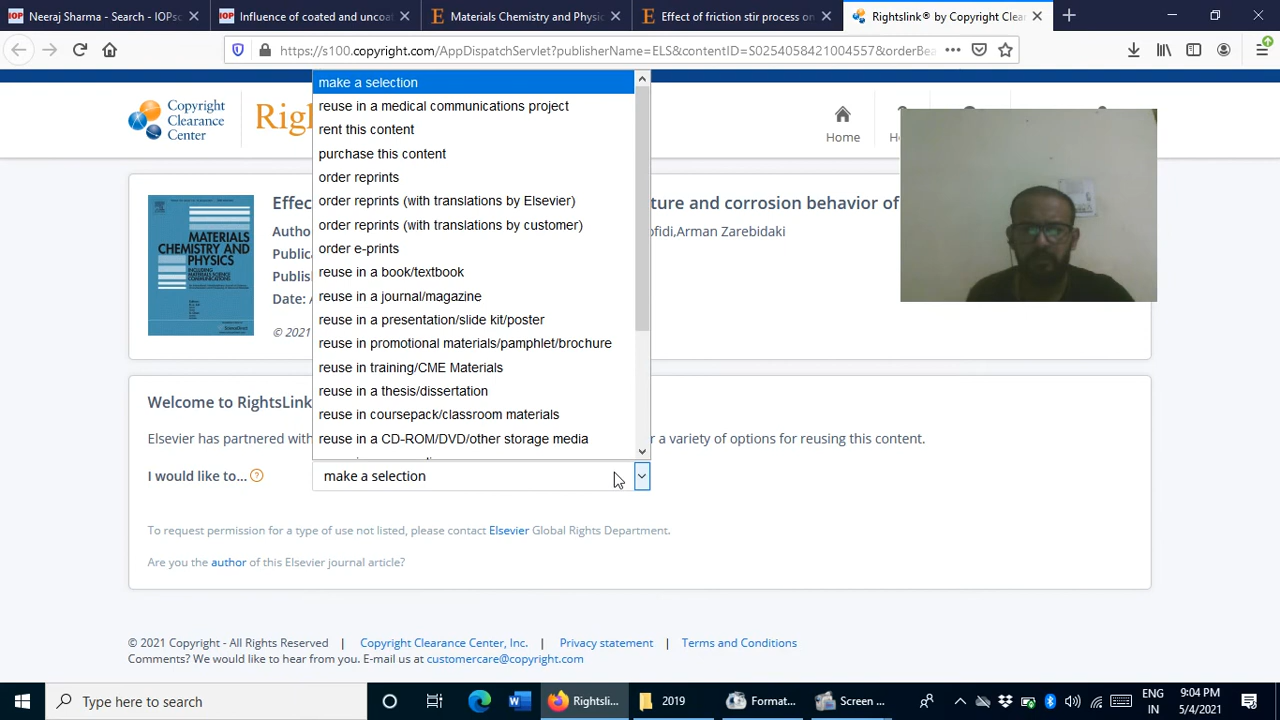 Neeraj Sharma - Search - IOPsc
Influence of coated and uncoat
Materials Chemistry and Physic
Effect of friction stir process on
Rightslink® by Copyright Clear
https://s100.copyright.com/AppDispatchServlet?publisherName=ELS&contentID=S0254058421004557&orderBea
Copyright
Clearance
Center
Home
make a selection
reuse in a medical communications project
rent this content
purchase this content
order reprints
order reprints (with translations by Elsevier)
order reprints (with translations by customer)
order e-prints
reuse in a book/textbook
reuse in a journal/magazine
reuse in a presentation/slide kit/poster
reuse in promotional materials/pamphlet/brochure
reuse in training/CME Materials
reuse in a thesis/dissertation
reuse in coursepack/classroom materials
reuse in a CD-ROM/DVD/other storage media
MATERIALS
CHEMISTRY AND
PHYSICS
Effec
ture and corrosion behavior of
Autho
ofidi,Arman Zarebidaki
Publica
Publish
Date: A
© 2021
Welcome to RightsLink
Elsevier has partnered with
r a variety of options for reusing this content.
I would like to... ?
make a selection
To request permission for a type of use not listed, please contact Elsevier Global Rights Department.
Are you the author of this Elsevier journal article?
© 2021 Copyright - All Rights Reserved | Copyright Clearance Center, Inc. | Privacy statement | Terms and Conditions
Comments? We would like to hear from you. E-mail us at customercare@copyright.com
Type here to search
Rightsli...
2019
Format...
Screen ...
ENG
IN
9:04 PM
5/4/2021